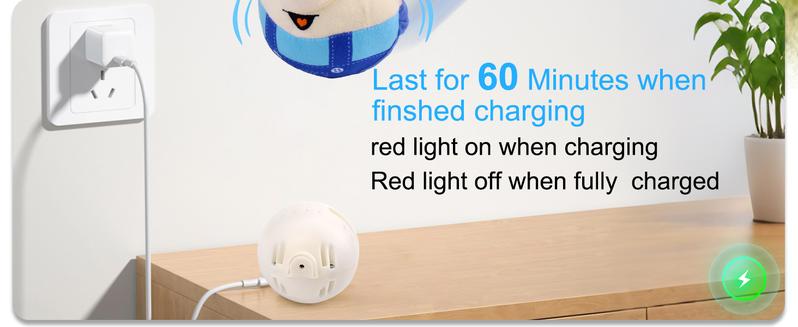 Last for 60 Minutes when
finshed charging
red light on when charging
Red light off when fully charged